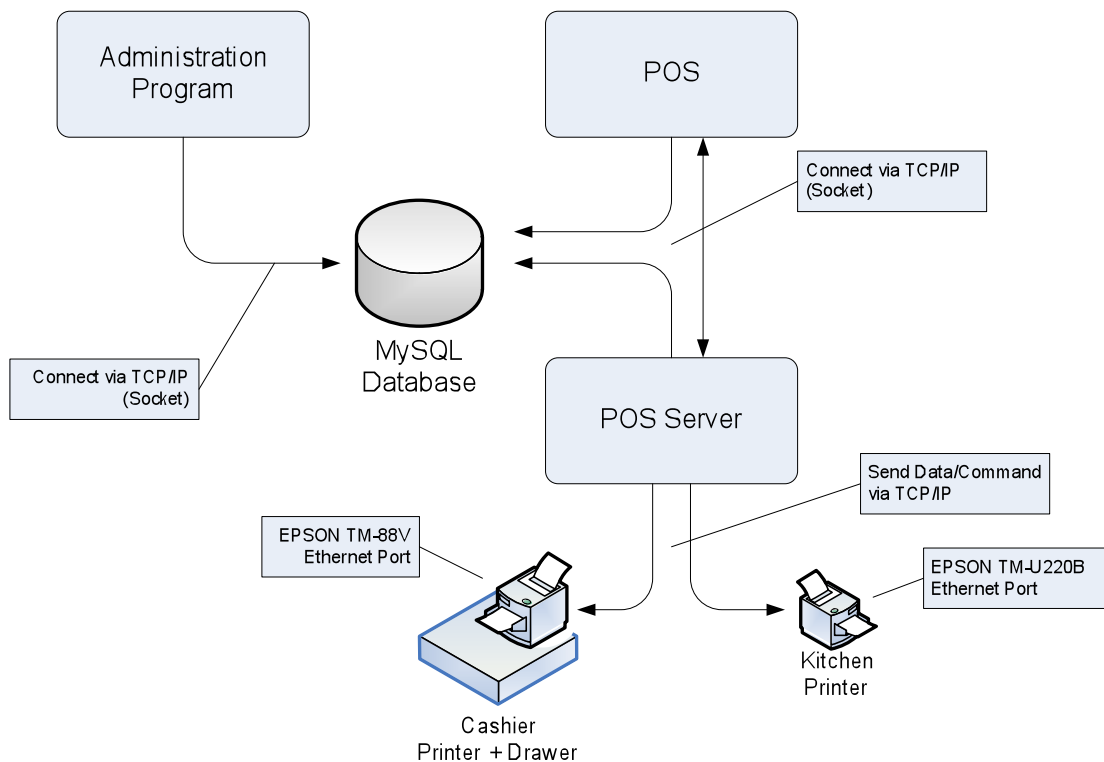 Administration
Program
POS
Connect via TCP/IP
(Socket)
MySQL
Database
Connect via TCP/IP
(Socket)
POS Server
Send Data/Command
via TCP/IP
EPSON TM-88V
Ethernet Port
EPSON TM-U220B
Ethernet Port
Kitchen
Printer
Cashier
Printer + Drawer